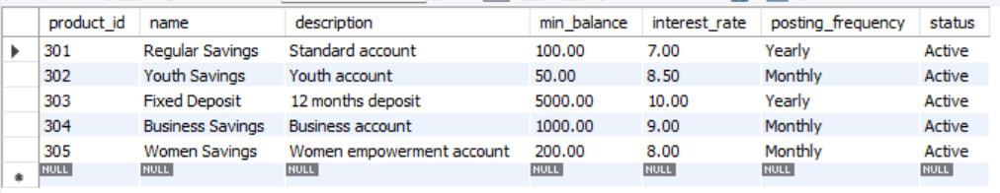 product_id name description min_balance interest_rate posting_frequency status
301 Regular Savings Standard account 100.00 7.00 Yearly Active
302 Youth Savings Youth account 50.00 8.50 Monthly Active
303 Fixed Deposit 12 months deposit 5000.00 10.00 Yearly Active
304 Business Savings Business account 1000.00 9.00 Monthly Active
305 Women Savings Women empowerment account 200.00 8.00 Monthly Active
NULL NULL NULL NULL NULL NULL NULL